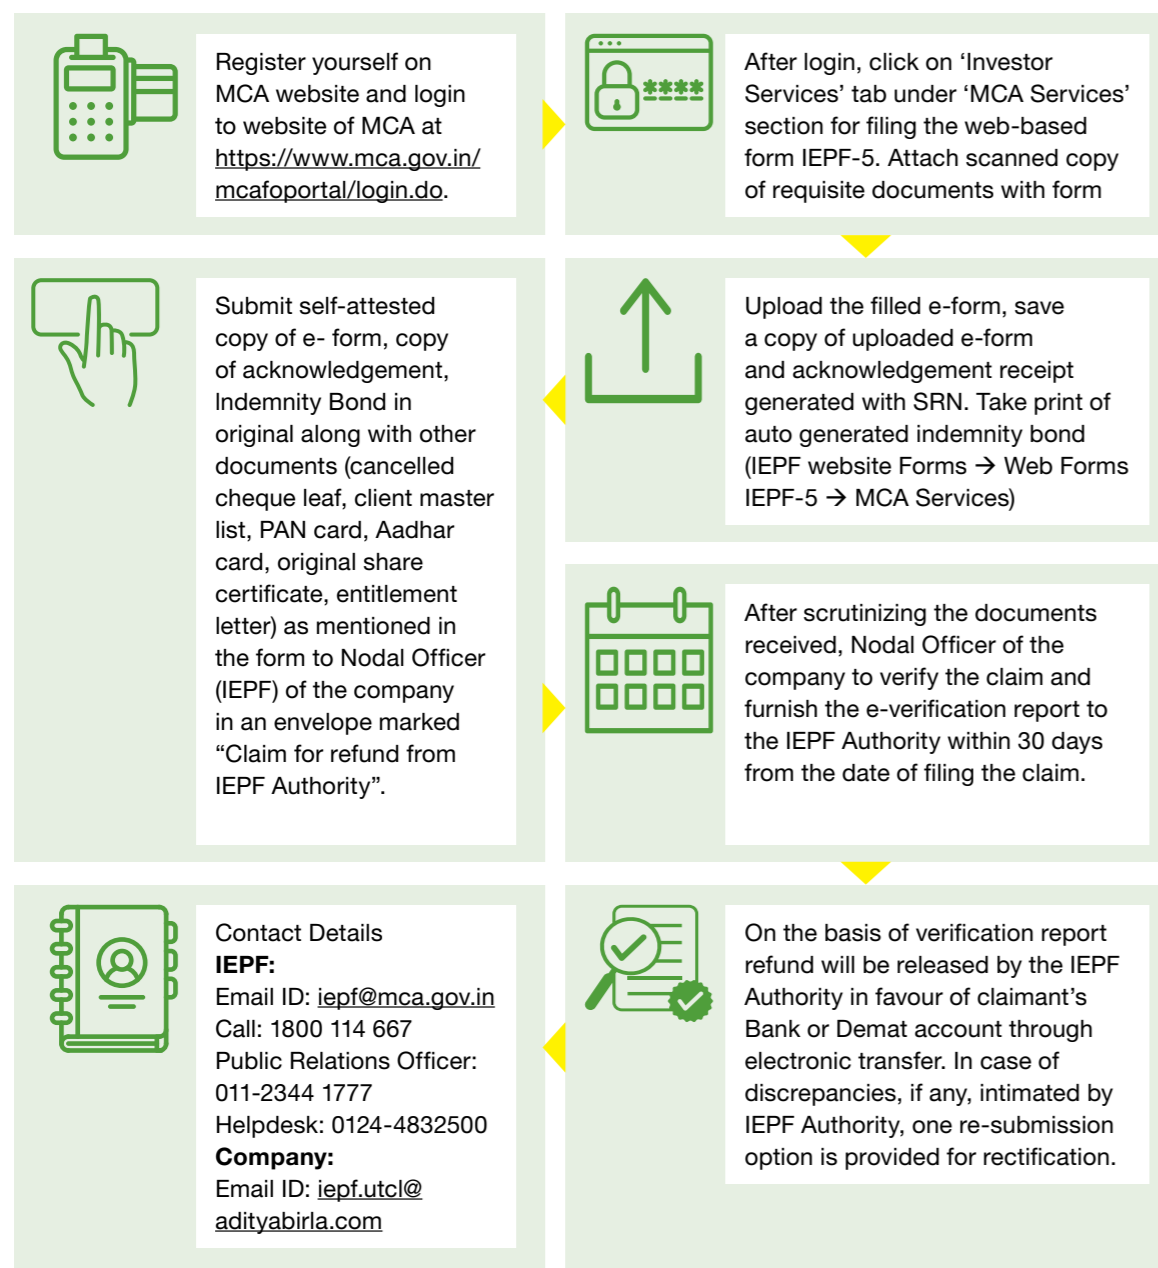 Register yourself on
MCA website and login
to website of MCA at
https://www.mca.gov.in/
mcafoportal/login.do.
After login, click on ‘Investor
Services’ tab under ‘MCA Services’
section for filing the web-based
form IEPF-5. Attach scanned copy
of requisite documents with form
Upload the filled e-form, save
a copy of uploaded e-form
and acknowledgement receipt
generated with SRN. Take print of
auto generated indemnity bond
(IEPF website Forms → Web Forms
IEPF-5 → MCA Services)
Submit self-attested
copy of e- form, copy
of acknowledgement,
Indemnity Bond in
original along with other
documents (cancelled
cheque leaf, client master
list, PAN card, Aadhar
card, original share
certificate, entitlement
letter) as mentioned in
the form to Nodal Officer
(IEPF) of the company
in an envelope marked
“Claim for refund from
IEPF Authority”.
After scrutinizing the documents
received, Nodal Officer of the
company to verify the claim and
furnish the e-verification report to
the IEPF Authority within 30 days
from the date of filing the claim.
On the basis of verification report
refund will be released by the IEPF
Authority in favour of claimant’s
Bank or Demat account through
electronic transfer. In case of
discrepancies, if any, intimated by
IEPF Authority, one re-submission
option is provided for rectification.
Contact Details
IEPF:
Email ID: iepf@mca.gov.in
Call: 1800 114 667
Public Relations Officer:
011-2344 1777
Helpdesk: 0124-4832500
Company:
Email ID: iepf.utcl@
adityabirla.com